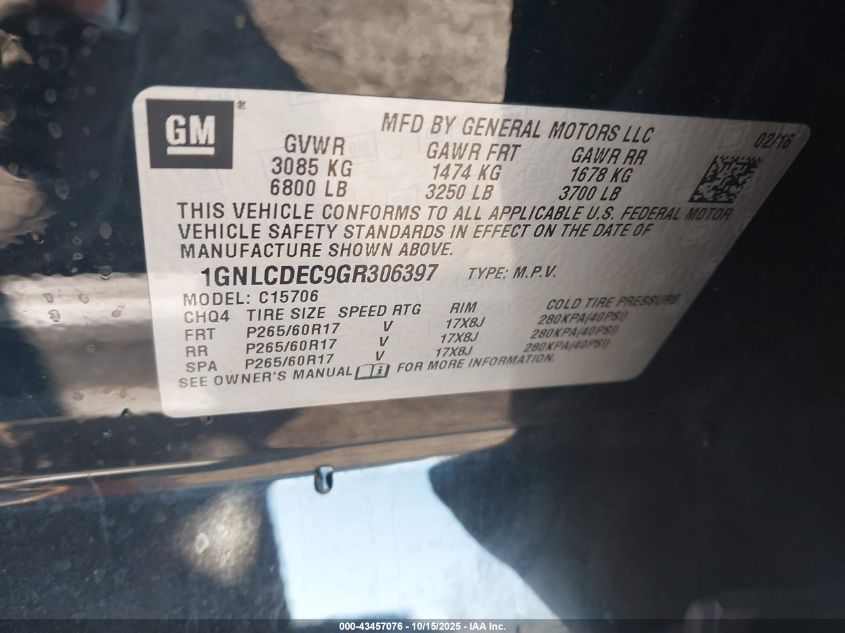 GM®
MFD BY GENERAL MOTORS LLC
02/16
GVWR GAWR FRT GAWR RR
3085 KG 1474 KG 1678 KG
6800 LB 3250 LB 3700 LB
THIS VEHICLE CONFORMS TO ALL APPLICABLE U.S. FEDERAL MOTOR
VEHICLE SAFETY STANDARDS IN EFFECT ON THE DATE OF
MANUFACTURE SHOWN ABOVE.
1GNLCDEC9GR306397 TYPE: M.P.V.
MODEL: C15706
CHQ4 TIRE SIZE SPEED RTG RIM COLD TIRE PRESSURE
FRT P265/60R17 V 17X8J 280KPA(40PSI)
RR P265/60R17 V 17X8J 280KPA(40PSI)
SPA P265/60R17 V 17X8J 280KPA(40PSI)
SEE OWNER'S MANUAL FOR MORE INFORMATION.
000-43457076 - 10/15/2025 - IAA Inc.